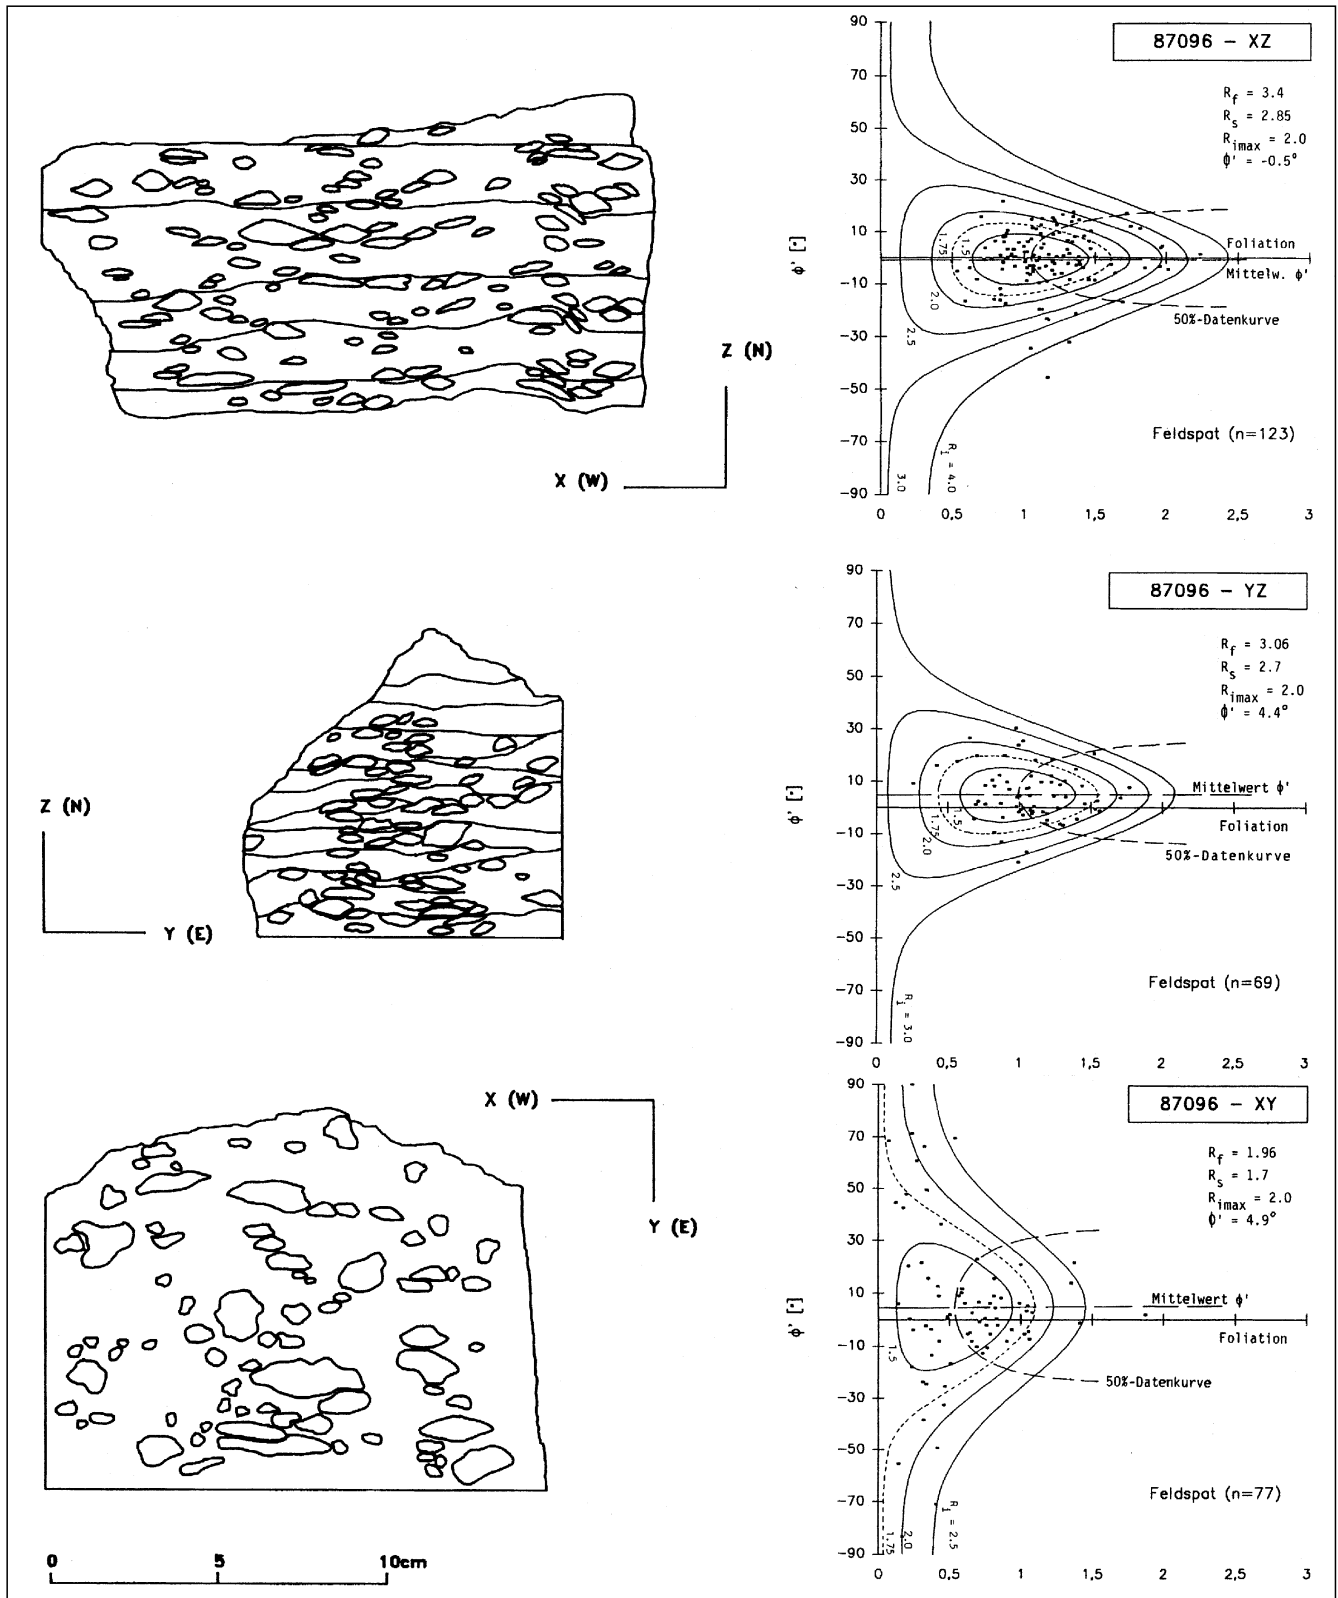 87096 – XZ
R_f = 3.4
R_s = 2.85
R_imax = 2.0
ϕ' = -0.5°
90
70
50
30
10
-10
-30
-50
-70
-90
ϕ' [°]
1.75
1.5
2.0
2.5
3.0
R_i = 4.0
Foliation
Mittelw. ϕ'
50%-Datenkurve
Feldspat (n=123)
0 0,5 1 1,5 2 2,5 3
Z (N)
X (W)
87096 – YZ
R_f = 3.06
R_s = 2.7
R_imax = 2.0
ϕ' = 4.4°
90
70
50
30
10
-10
-30
-50
-70
-90
ϕ' [°]
1.75
1.5
2.0
2.5
R_i = 3.0
Mittelwert ϕ'
Foliation
50%-Datenkurve
Feldspat (n=69)
0 0,5 1 1,5 2 2,5 3
Z (N)
Y (E)
87096 – XY
R_f = 1.96
R_s = 1.7
R_imax = 2.0
ϕ' = 4.9°
90
70
50
30
10
-10
-30
-50
-70
-90
ϕ' [°]
1.5
1.75
2.0
R_i = 2.5
Mittelwert ϕ'
Foliation
50%-Datenkurve
Feldspat (n=77)
0 0,5 1 1,5 2 2,5 3
X (W)
Y (E)
0 5 10cm